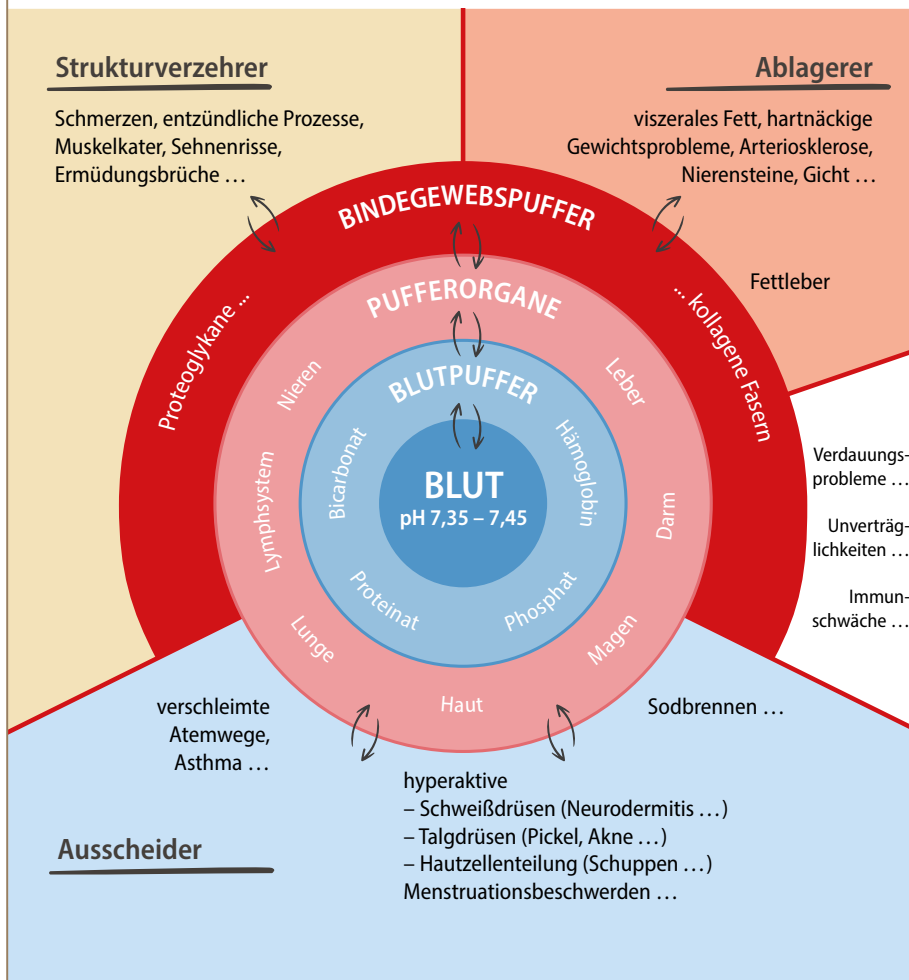 Strukturverzehrer
Schmerzen, entzündliche Prozesse,
Muskelkater, Sehnenrisse,
Ermüdungsbrüche …
Ablagerer
viszerales Fett, hartnäckige
Gewichtsprobleme, Arteriosklerose,
Nierensteine, Gicht …
BINDEGEWEBSPUFFER
Proteoglykane ...
... kollagene Fasern
Fettleber
PUFFERORGANE
Nieren
Leber
Lymphsystem
Darm
Lunge
Magen
Haut
BLUTPUFFER
Bicarbonat
Hämoglobin
Proteinat
Phosphat
BLUT
pH 7,35 – 7,45
Verdauungs-
probleme …
Unverträg-
lichkeiten …
Immun-
schwäche …
verschleimte
Atemwege,
Asthma …
Sodbrennen …
hyperaktive
– Schweißdrüsen (Neurodermitis …)
– Talgdrüsen (Pickel, Akne …)
– Hautzellenteilung (Schuppen …)
Menstruationsbeschwerden …
Ausscheider